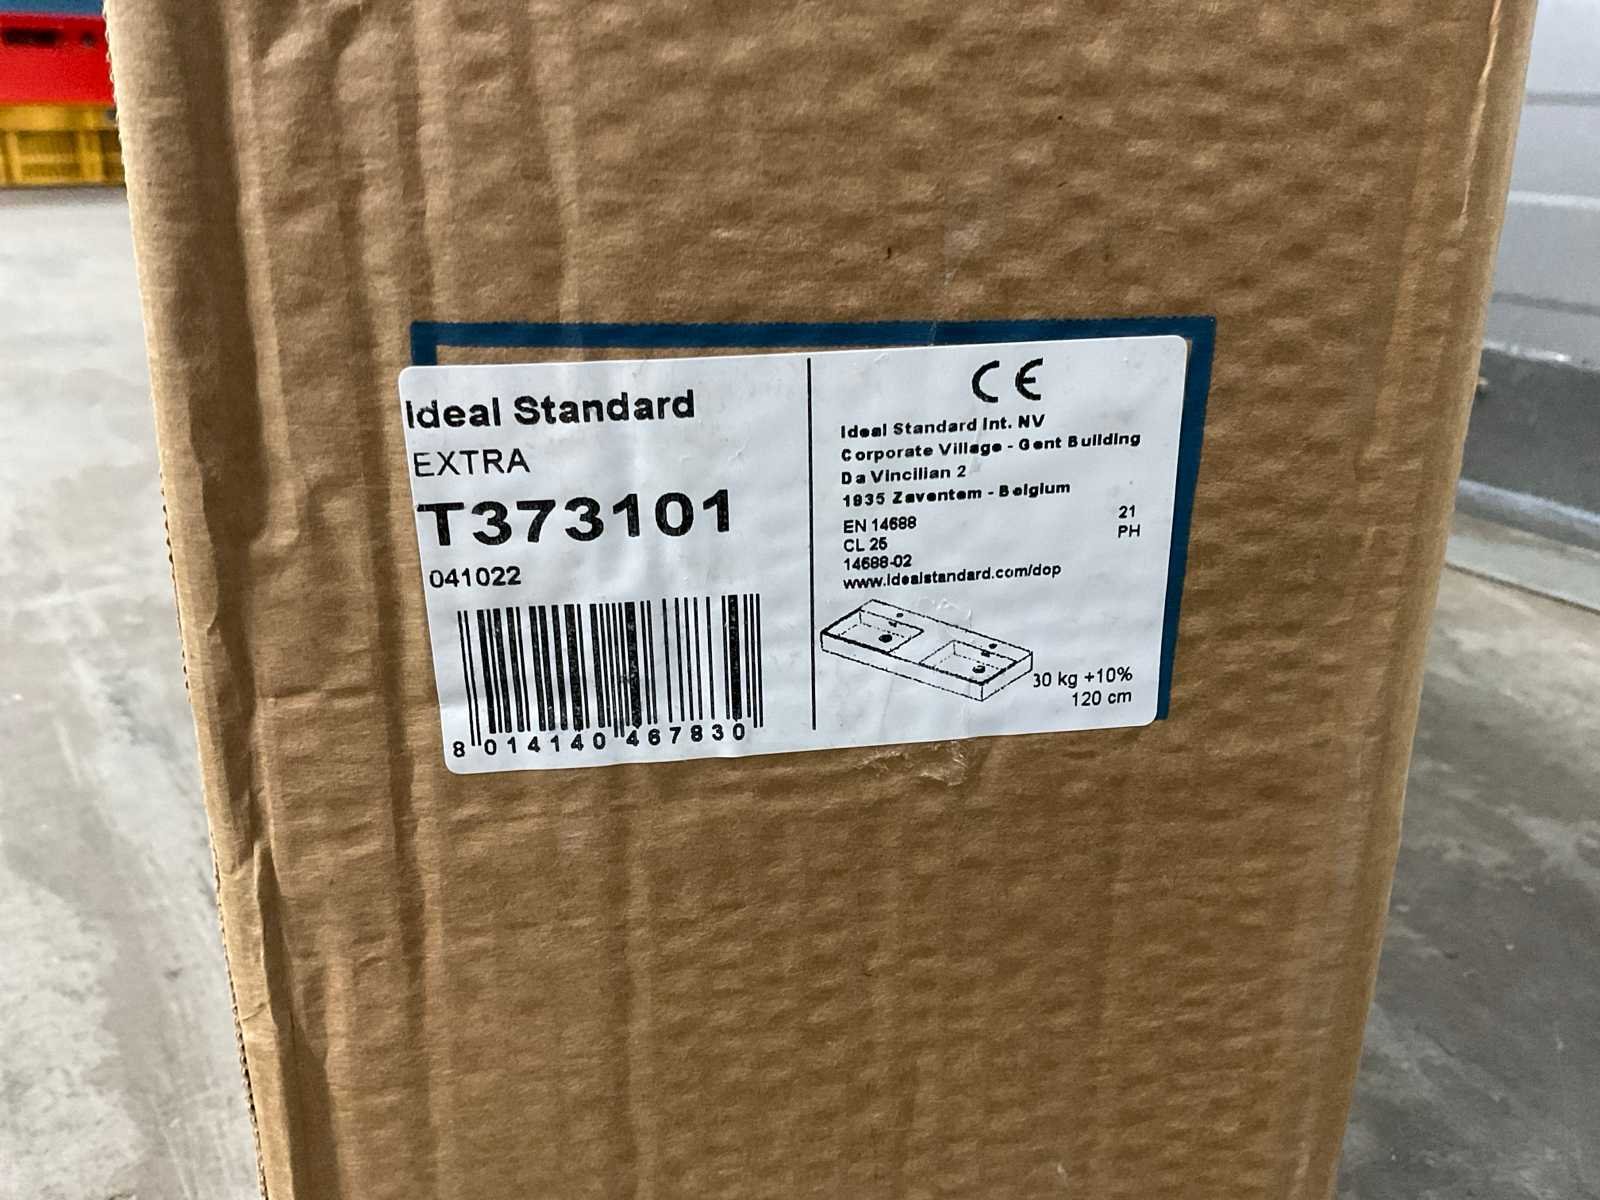 Ideal Standard
EXTRA
T373101
041022
8 014140 467830
CE
Ideal Standard Int. NV
Corporate Village - Gent Building
Da Vincilian 2
1935 Zaventem - Belgium
EN 14688
21
CL 25
PH
14688-02
www.idealstandard.com/dop
30 kg +10%
120 cm